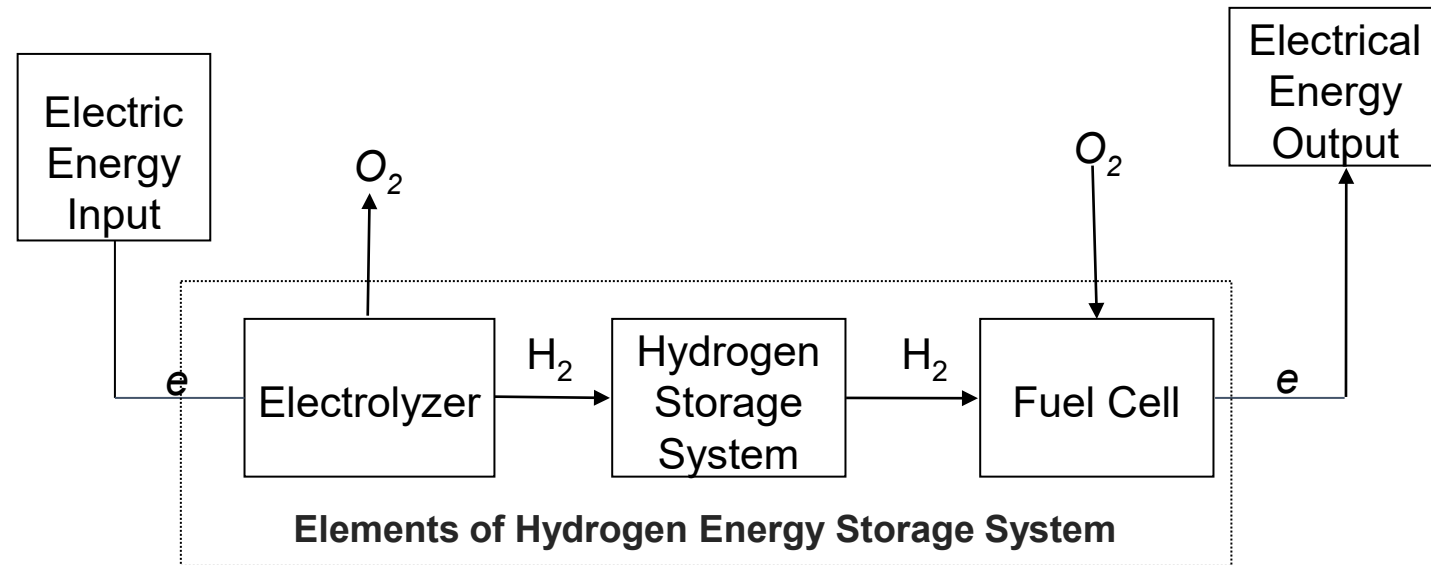 Electric
Energy
Input
O₂
O₂
Electrical
Energy
Output
e
Electrolyzer
H₂
Hydrogen
Storage
System
H₂
Fuel Cell
e
Elements of Hydrogen Energy Storage System